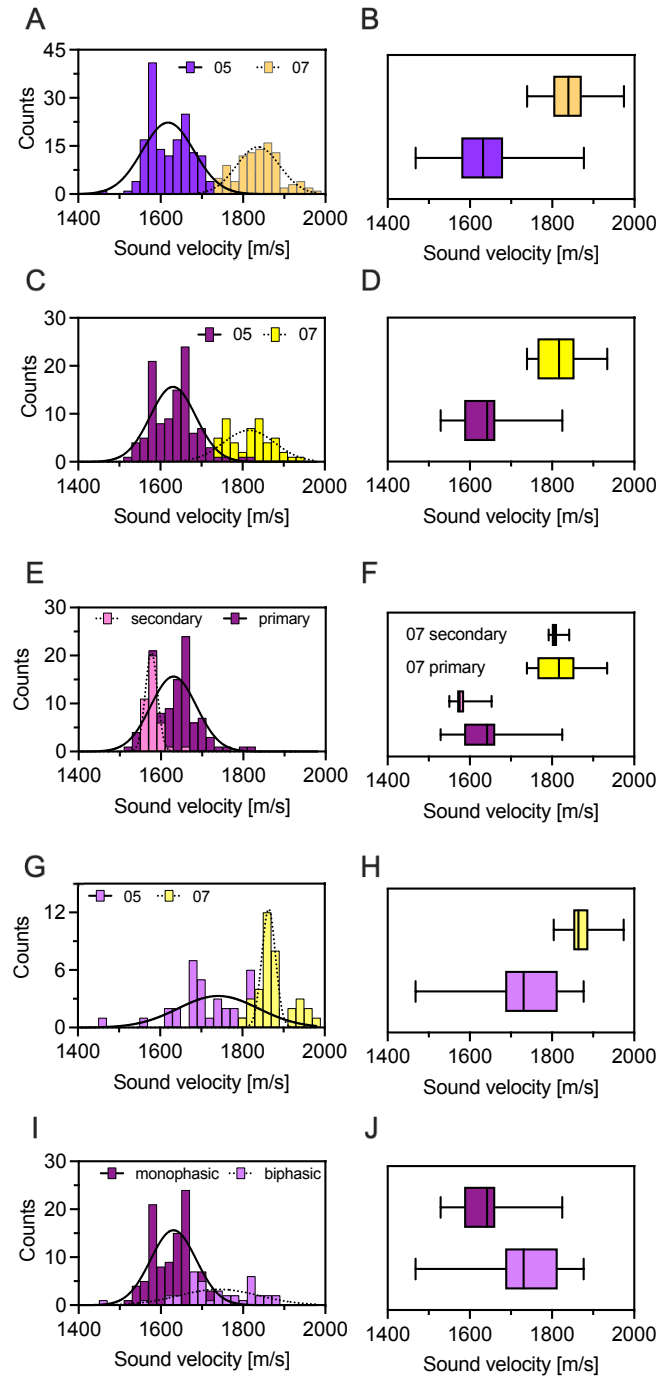 A
B
45
30
15
0
Counts
05 07
1400 1600 1800 2000
Sound velocity [m/s]
1400 1600 1800 2000
Sound velocity [m/s]
C
D
30
20
10
0
Counts
05 07
1400 1600 1800 2000
Sound velocity [m/s]
1400 1600 1800 2000
Sound velocity [m/s]
E
F
30
20
10
0
Counts
secondary primary
1400 1600 1800 2000
Sound velocity [m/s]
07 secondary
07 primary
1400 1600 1800 2000
Sound velocity [m/s]
G
H
12
9
6
3
0
Counts
05 07
1400 1600 1800 2000
Sound velocity [m/s]
1400 1600 1800 2000
Sound velocity [m/s]
I
J
30
20
10
0
Counts
monophasic biphasic
1400 1600 1800 2000
Sound velocity [m/s]
1400 1600 1800 2000
Sound velocity [m/s]